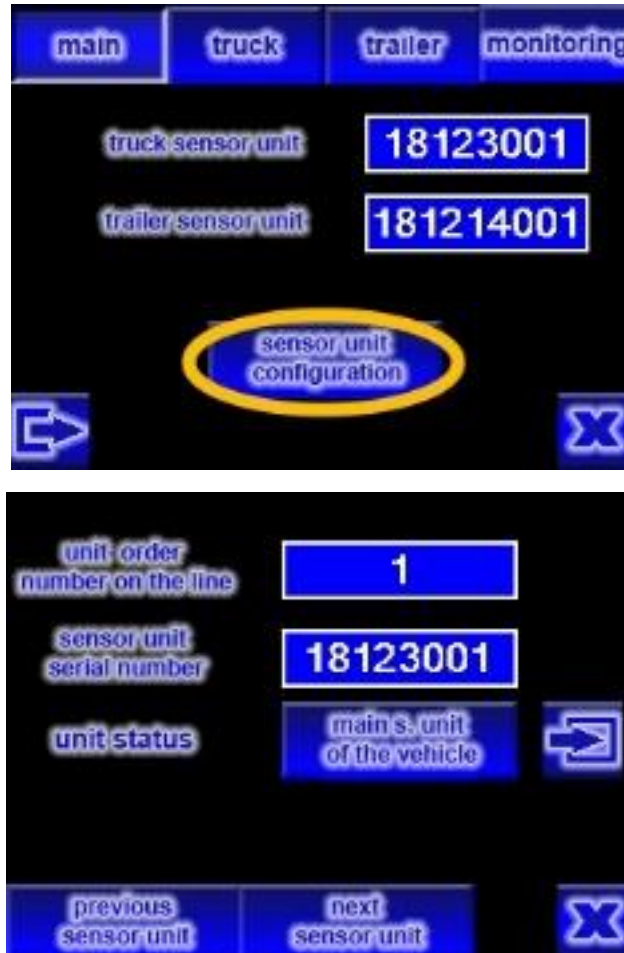 main truck trailer monitoring
truck sensor unit 18123001
trailer sensor unit 181214001
sensor unit
configuration
unit order
number on the line
1
sensor unit
serial number
18123001
unit status
main s. unit
of the vehicle
previous
sensor unit
next
sensor unit